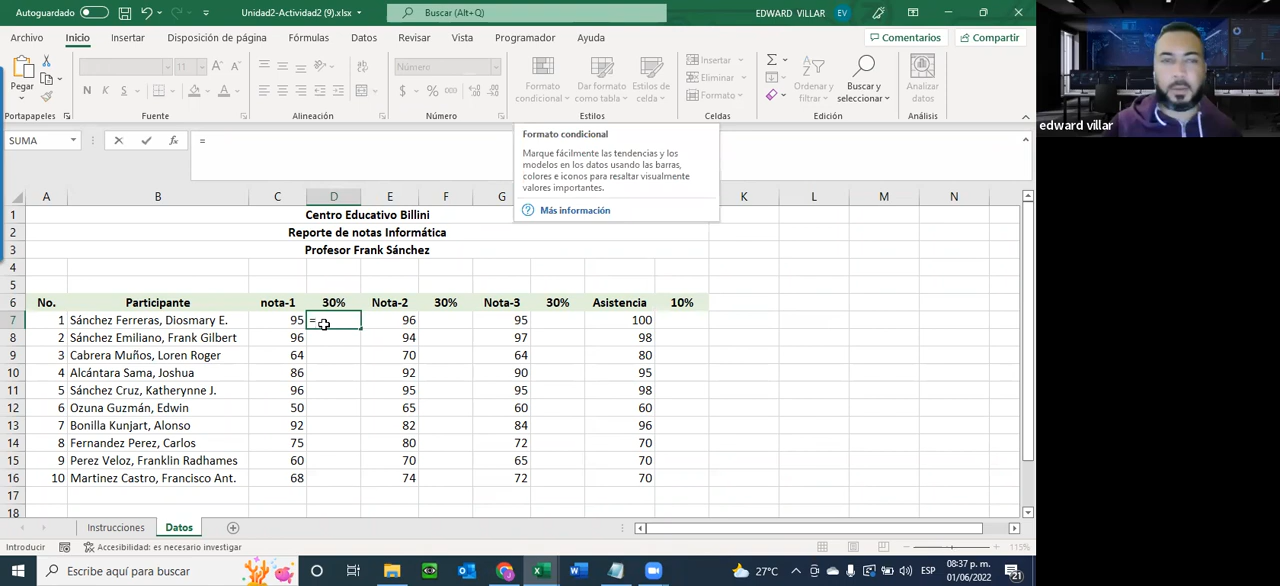 Autoguardado Unidad2-Actividad2 (9).xlsx Buscar (Alt+Q) EDWARD VILLAR EV
Archivo Inicio Insertar Disposición de página Fórmulas Datos Revisar Vista Programador Ayuda Comentarios Compartir
Pegar 11 Número Formato condicional Dar formato como tabla Estilos de celda Insertar Eliminar Formato Ordenar y filtrar Buscar y seleccionar Analizar datos
N K S A $ % 000
Portapapeles Fuente Alineación Número Estilos Celdas Edición Análisis
edward villar
SUMA fx =
Formato condicional
Marque fácilmente las tendencias y los
modelos en los datos usando las barras,
colores e iconos para resaltar visualmente
valores importantes.
Más información
A B C D E F G K L M N
1 Centro Educativo Billini
2 Reporte de notas Informática
3 Profesor Frank Sánchez
4
5
6 No. Participante nota-1 30% Nota-2 30% Nota-3 30% Asistencia 10%
7 1 Sánchez Ferreras, Diosmary E. 95 = 96 95 100
8 2 Sánchez Emiliano, Frank Gilbert 96 94 97 98
9 3 Cabrera Muños, Loren Roger 64 70 64 80
10 4 Alcántara Sama, Joshua 86 92 90 95
11 5 Sánchez Cruz, Katherynne J. 96 95 95 98
12 6 Ozuna Guzmán, Edwin 50 65 60 60
13 7 Bonilla Kunjart, Alonso 92 82 84 96
14 8 Fernandez Perez, Carlos 75 80 72 70
15 9 Perez Veloz, Franklin Radhames 60 70 65 70
16 10 Martinez Castro, Francisco Ant. 68 74 72 70
17
18
Instrucciones Datos
Introducir Accesibilidad: es necesario investigar 115%
Escribe aquí para buscar 27°C ESP 08:37 p. m.
01/06/2022 21